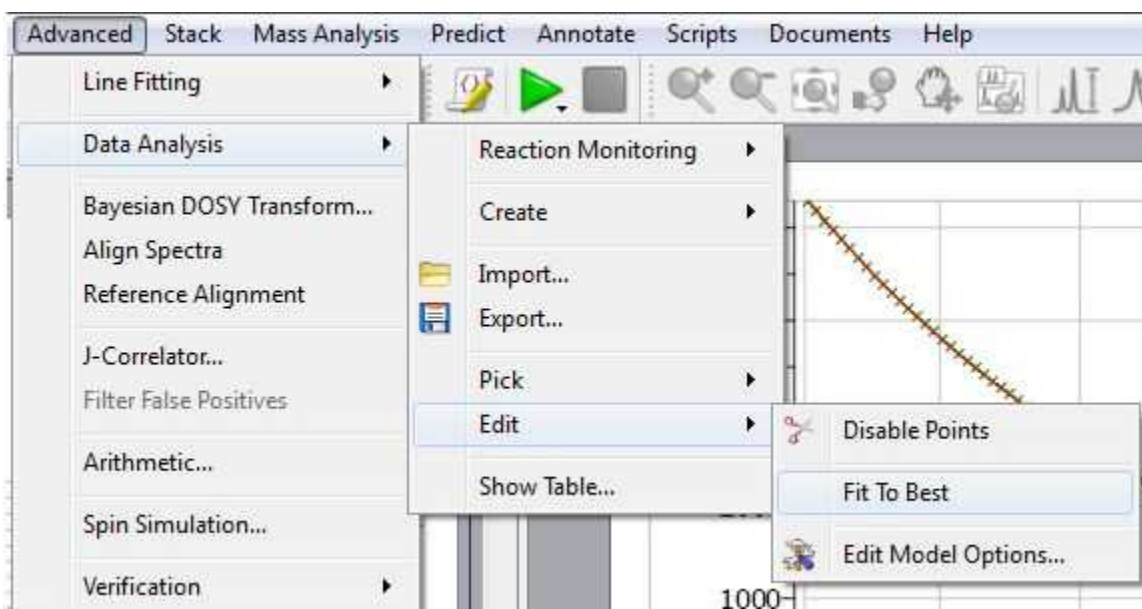 Advanced Stack Mass Analysis Predict Annotate Scripts Documents Help
Line Fitting
Data Analysis
Bayesian DOSY Transform...
Align Spectra
Reference Alignment
J-Correlator...
Filter False Positives
Arithmetic...
Spin Simulation...
Verification
Reaction Monitoring
Create
Import...
Export...
Pick
Edit
Show Table...
Disable Points
Fit To Best
Edit Model Options...
1000